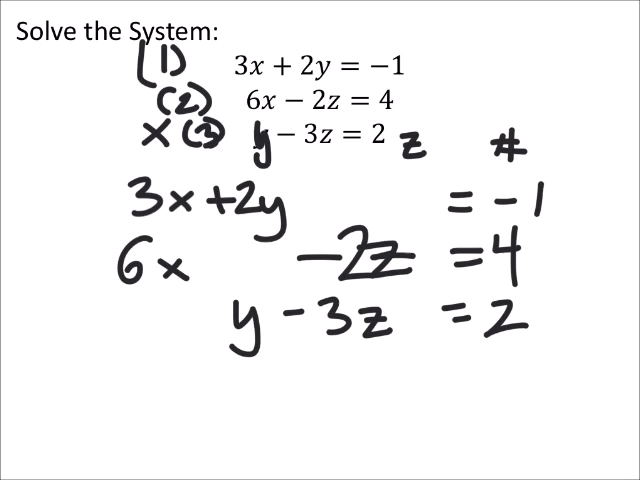 Solve the System:
(1) 3x + 2y = −1
(2) 6x − 2z = 4
x (3) y − 3z = 2 z #
3x +2y = -1
6x -2z = 4
y - 3z = 2